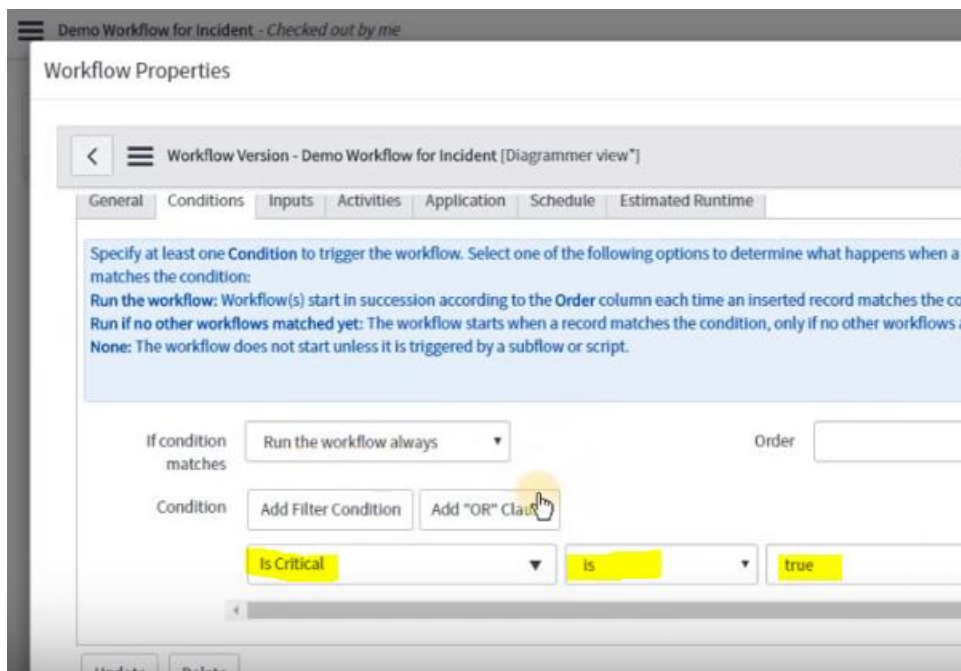 Demo Workflow for Incident - Checked out by me
Workflow Properties
Workflow Version - Demo Workflow for Incident [Diagrammer view*]
General Conditions Inputs Activities Application Schedule Estimated Runtime
Specify at least one Condition to trigger the workflow. Select one of the following options to determine what happens when a
matches the condition:
Run the workflow: Workflow(s) start in succession according to the Order column each time an inserted record matches the
Run if no other workflows matched yet: The workflow starts when a record matches the condition, only if no other workflows
None: The workflow does not start unless it is triggered by a subflow or script.
If condition matches
Run the workflow always
Order
Condition
Add Filter Condition
Add "OR"
Is Critical
is
true
Update Delete